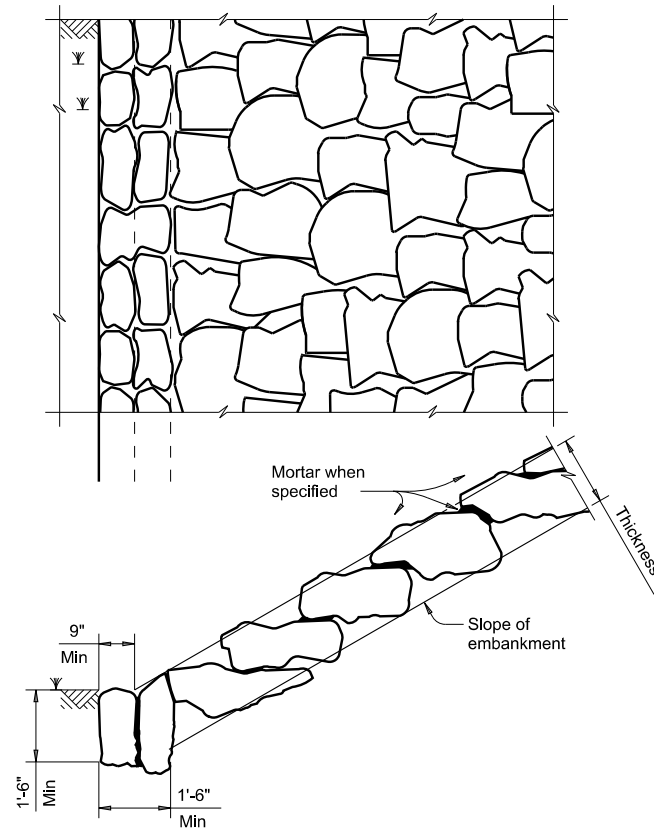 Mortar when
specified
Thickness
Slope of
embankment
9"
Min
1'-6"
Min
1'-6"
Min